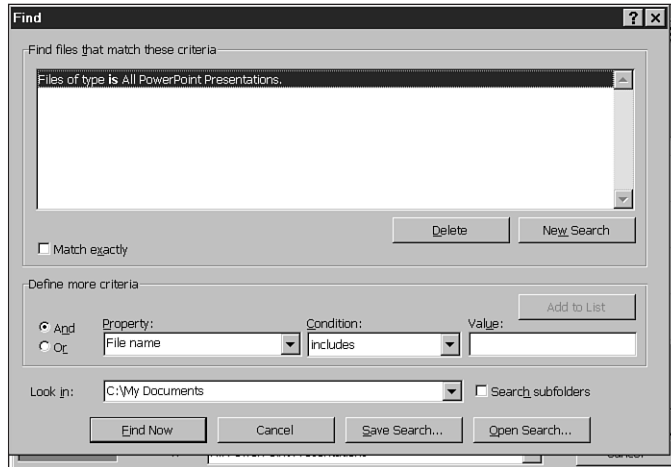 Find
Find files that match these criteria
Files of type is All PowerPoint Presentations.
Delete New Search
Match exactly
Define more criteria
Add to List
And Property: Condition: Value:
Or File name includes
Look in: C:\My Documents Search subfolders
Find Now Cancel Save Search... Open Search...